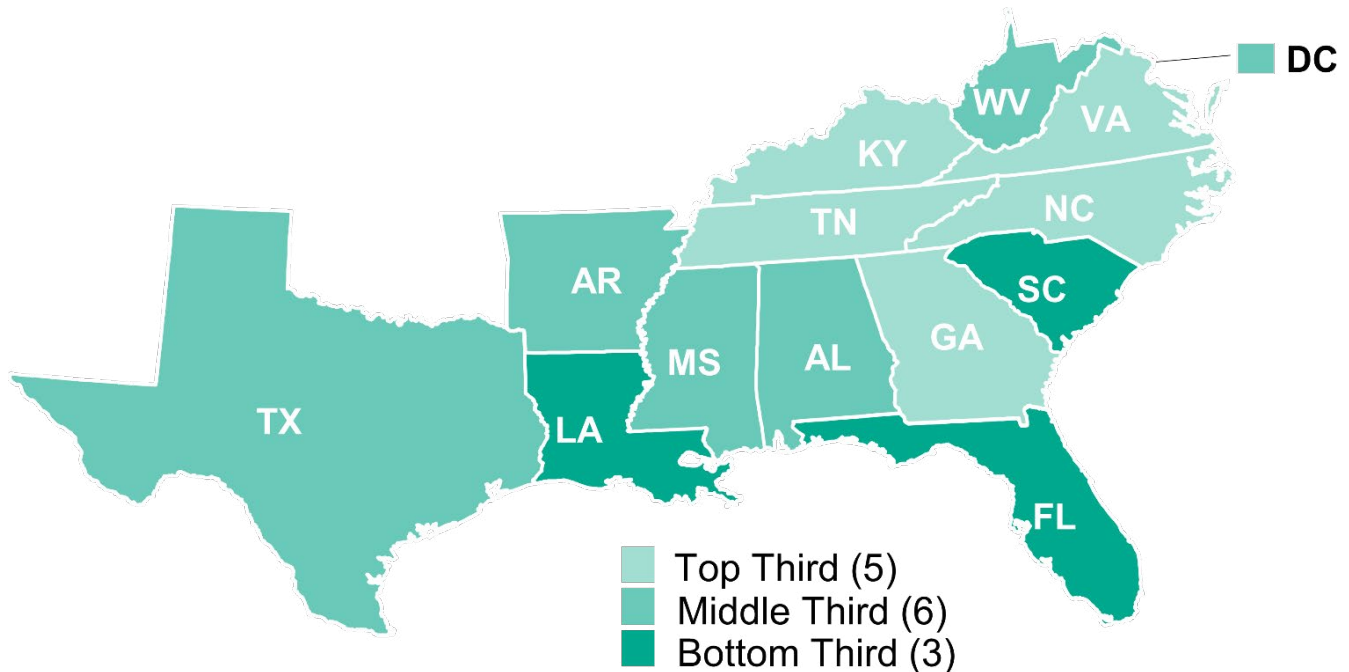 DC
WV
VA
KY
NC
TN
AR
SC
GA
MS
AL
TX
LA
FL
Top Third (5)
Middle Third (6)
Bottom Third (3)